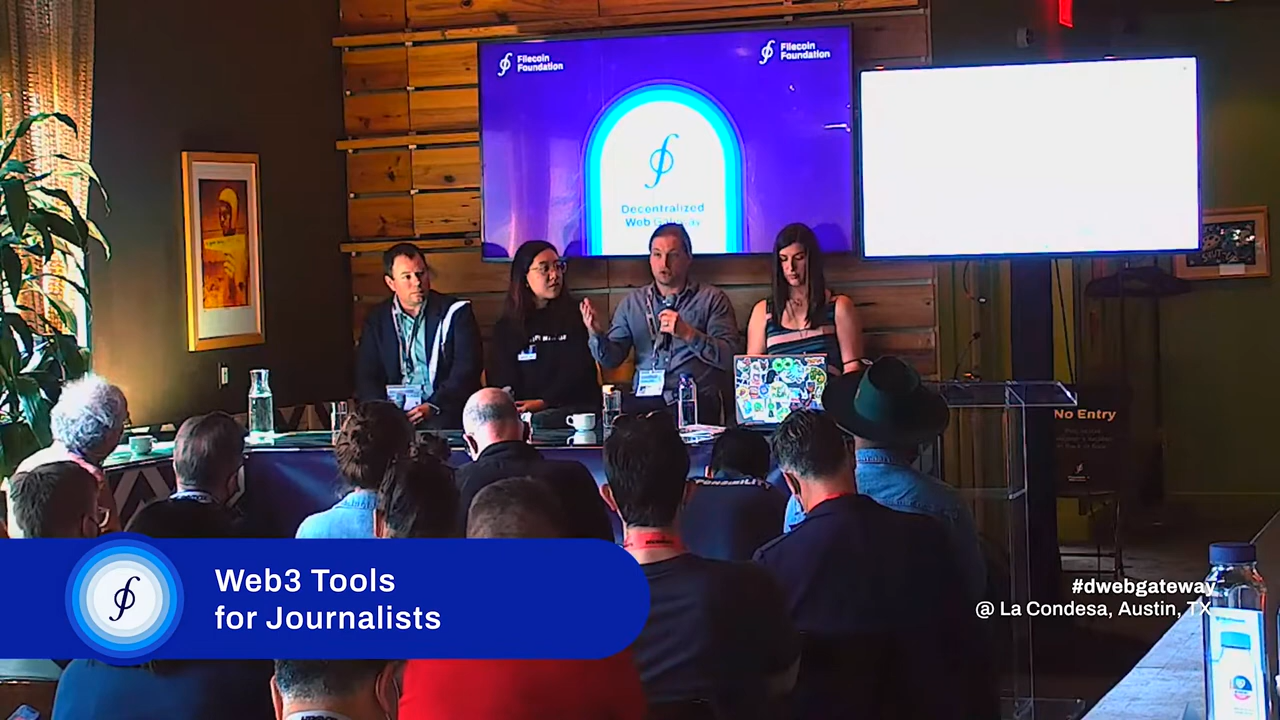 Filecoin
Foundation
Filecoin
Foundation
Decentralized
Web Gateway
No Entry
Web3 Tools
for Journalists
#dwebgateway
@ La Condesa, Austin, TX